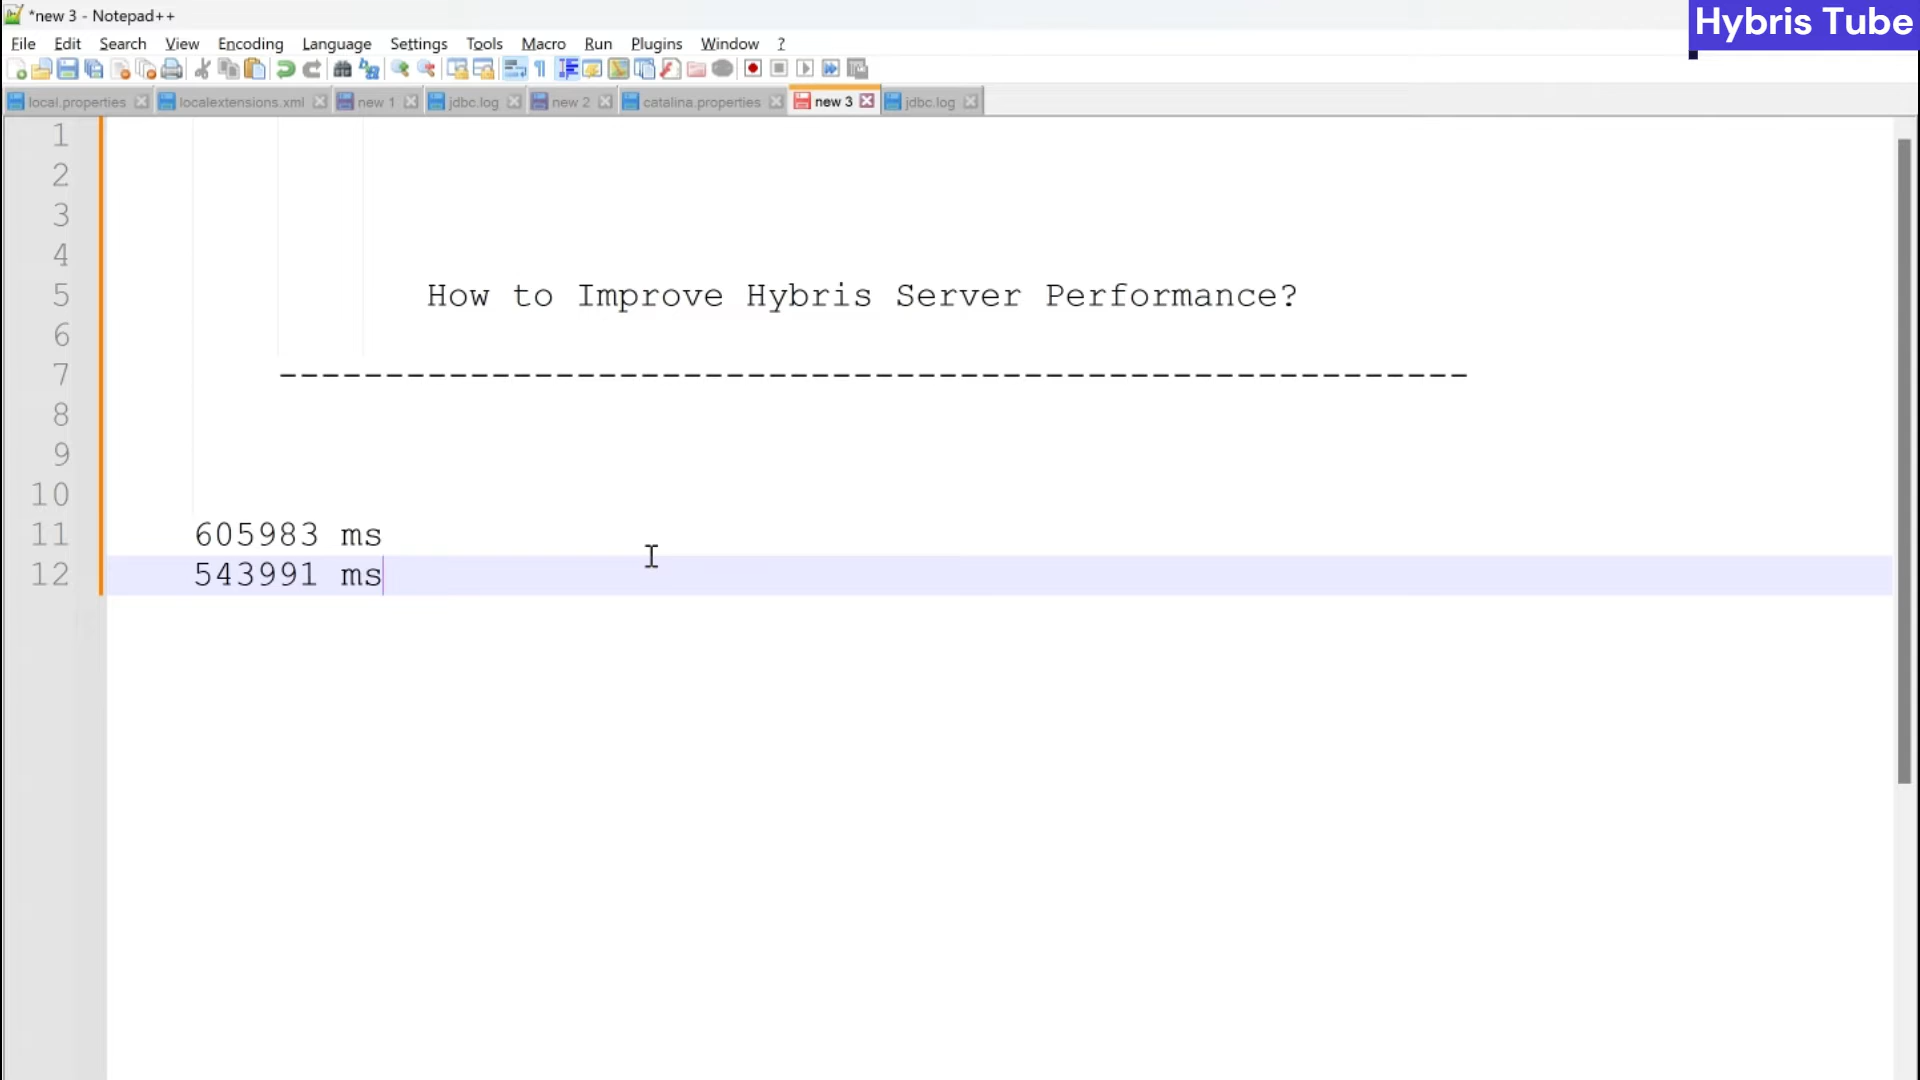 *new 3 - Notepad++
Hybris Tube
File Edit Search View Encoding Language Settings Tools Macro Run Plugins Window ?
local.properties localextensions.xml new 1 jdbc.log new 2 catalina.properties new 3 jdbc.log
1
2
3
4
5 How to Improve Hybris Server Performance?
6
7 --------------------------------------------------------
8
9
10
11 605983 ms
12 543991 ms